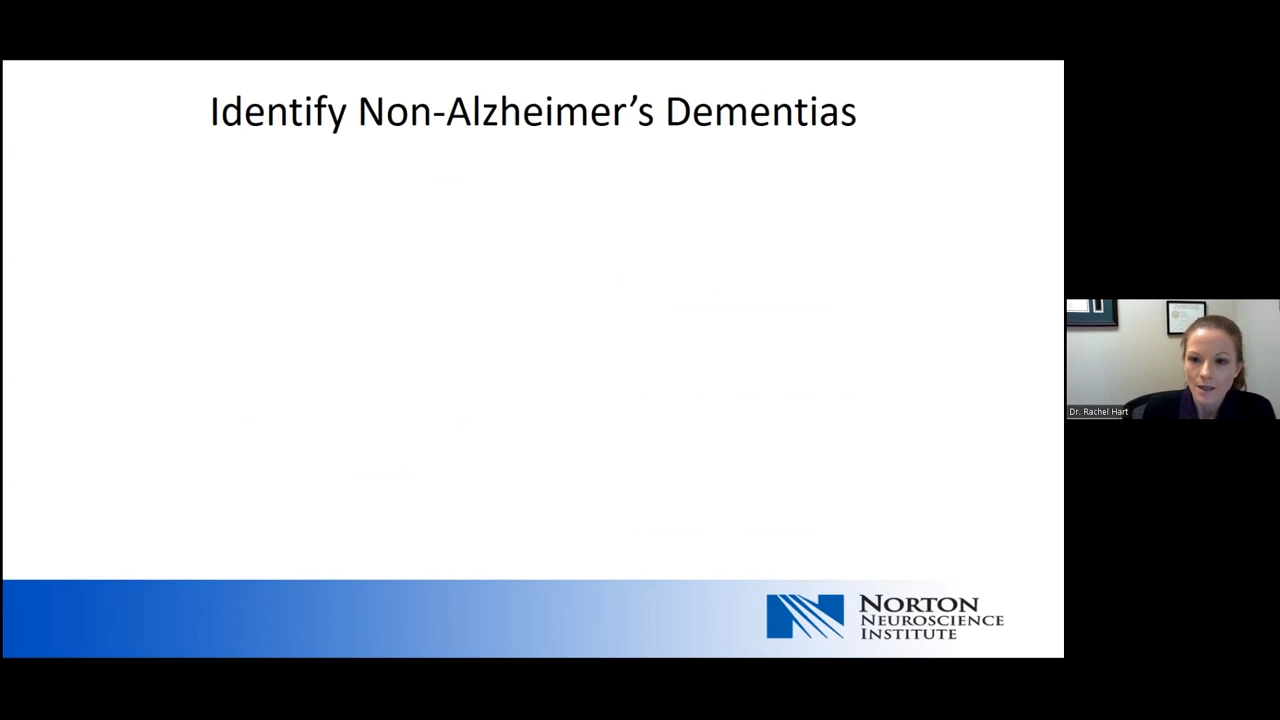 Identify Non-Alzheimer’s Dementias
Dr. Rachel Hart
NORTON
NEUROSCIENCE
INSTITUTE